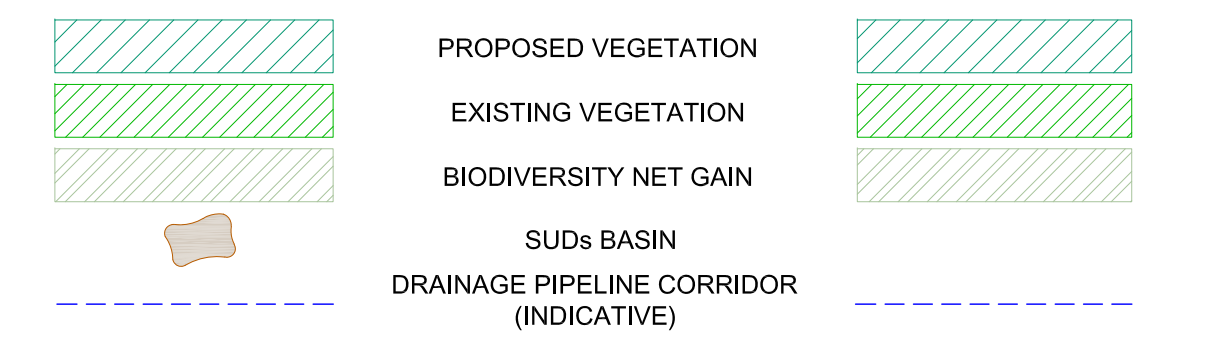 PROPOSED VEGETATION
EXISTING VEGETATION
BIODIVERSITY NET GAIN
SUDs BASIN
DRAINAGE PIPELINE CORRIDOR
(INDICATIVE)